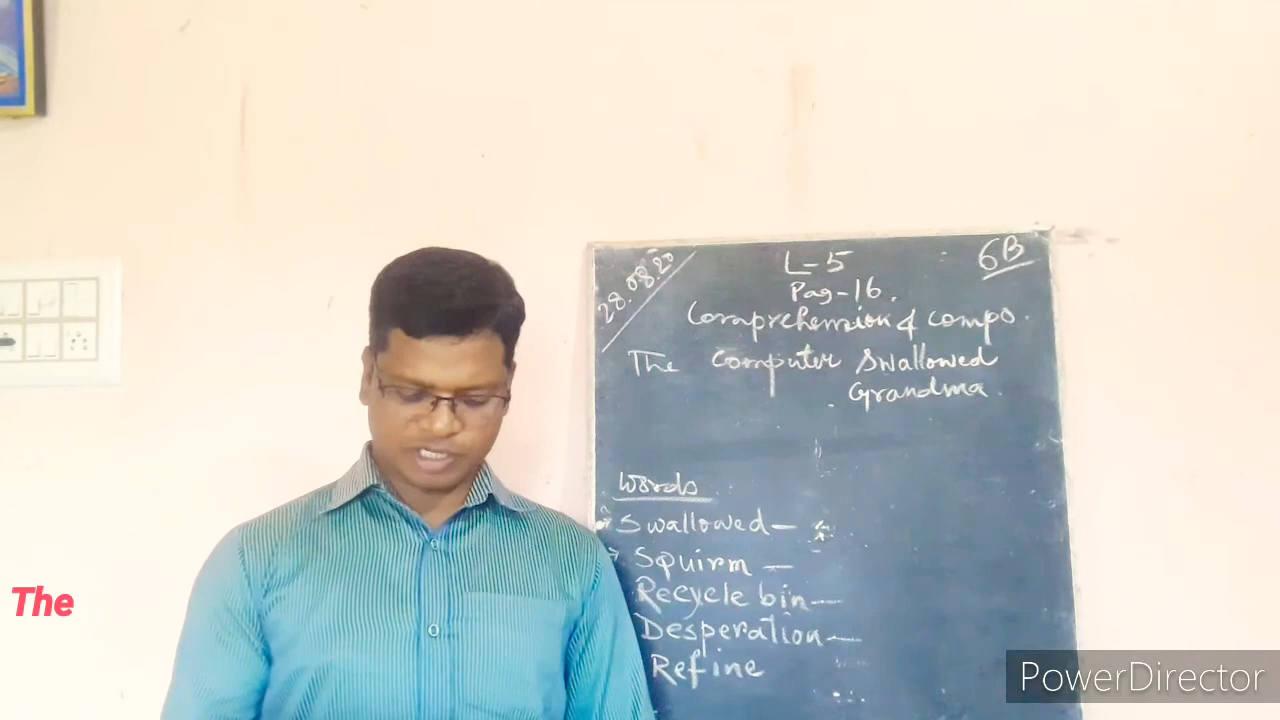 28.08.20
L-5
6B
Pag-16.
Comprehension & compo.
The Computer Swallowed
Grandma.
Words
Swallowed-
Squirm -
Recycle bin-
Desperation-
Refine
The
PowerDirector